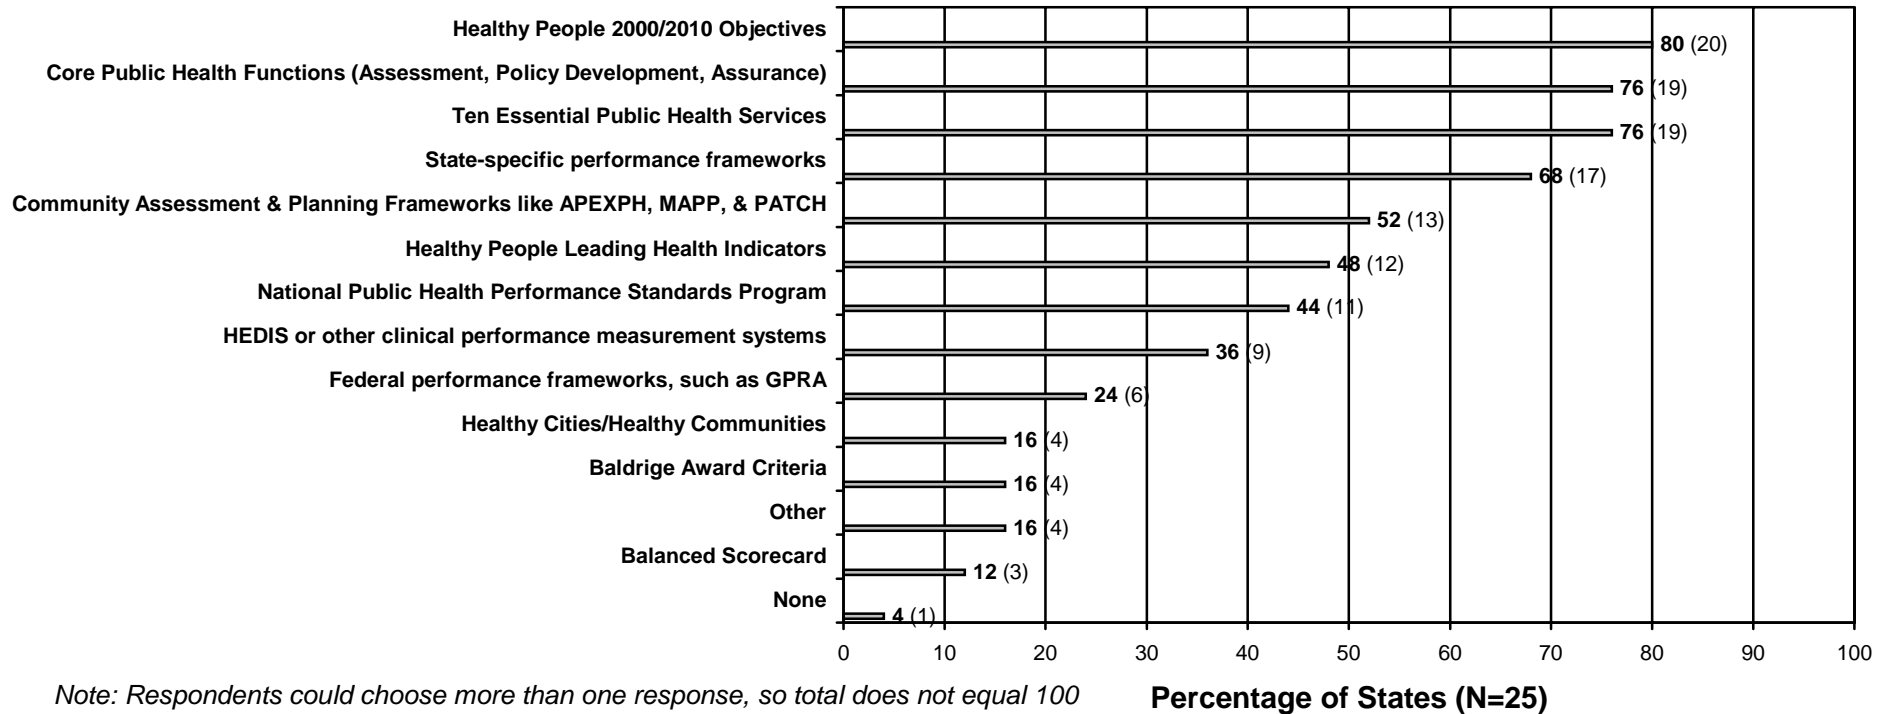 Healthy People 2000/2010 Objectives
80 (20)
Core Public Health Functions (Assessment, Policy Development, Assurance)
76 (19)
Ten Essential Public Health Services
76 (19)
State-specific performance frameworks
68 (17)
Community Assessment & Planning Frameworks like APEXPH, MAPP, & PATCH
52 (13)
Healthy People Leading Health Indicators
48 (12)
National Public Health Performance Standards Program
44 (11)
HEDIS or other clinical performance measurement systems
36 (9)
Federal performance frameworks, such as GPRA
24 (6)
Healthy Cities/Healthy Communities
16 (4)
Baldrige Award Criteria
16 (4)
Other
16 (4)
Balanced Scorecard
12 (3)
None
4 (1)
0 10 20 30 40 50 60 70 80 90 100
Note: Respondents could choose more than one response, so total does not equal 100
Percentage of States (N=25)